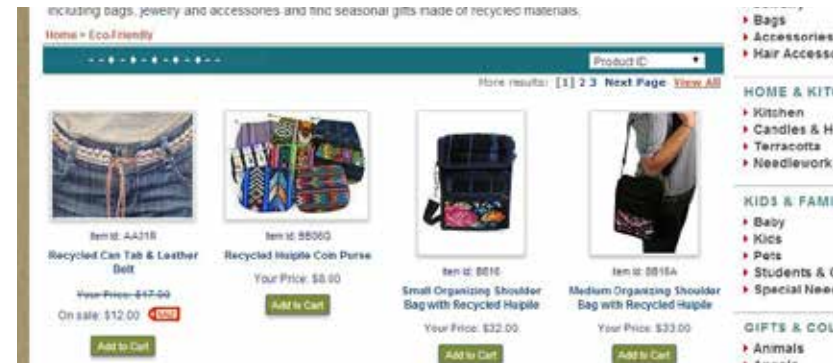 including bags, jewelry and accessories and find seasonal gifts made of recycled materials.
Home > Eco-Friendly
Product ID
More results: [1] 2 3 Next Page View All
Item Id: AA31R
Recycled Can Tab & Leather
Belt
Your Price: $17.00
On sale: $12.00 SALE
Add to Cart
Item Id: BB06G
Recycled Huipile Coin Purse
Your Price: $8.00
Add to Cart
Item Id: BB16
Small Organizing Shoulder
Bag with Recycled Huipile
Your Price: $32.00
Add to Cart
Item Id: BB16A
Medium Organizing Shoulder
Bag with Recycled Huipile
Your Price: $33.00
Add to Cart
Bags
Accessories
Hair Accesso
HOME & KITC
Kitchen
Candles & H
Terracotta
Needlework
KIDS & FAMI
Baby
Kids
Pets
Students &
Special Nee
GIFTS & COL
Animals